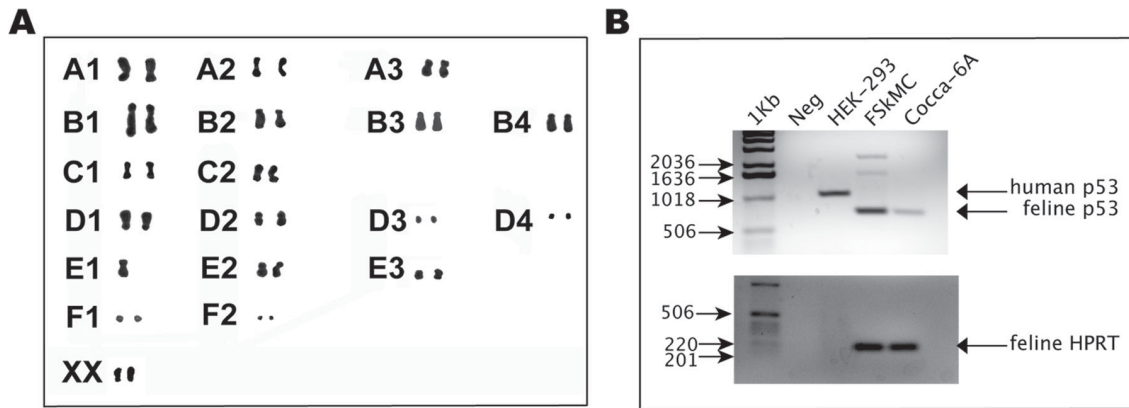 A
A1 A2 A3
B1 B2 B3 B4
C1 C2
D1 D2 D3 D4
E1 E2 E3
F1 F2
XX
B
1Kb Neg HEK-293 FSkMC Cocca-6A
2036
1636
1018
506
human p53
feline p53
506
220
201
feline HPRT